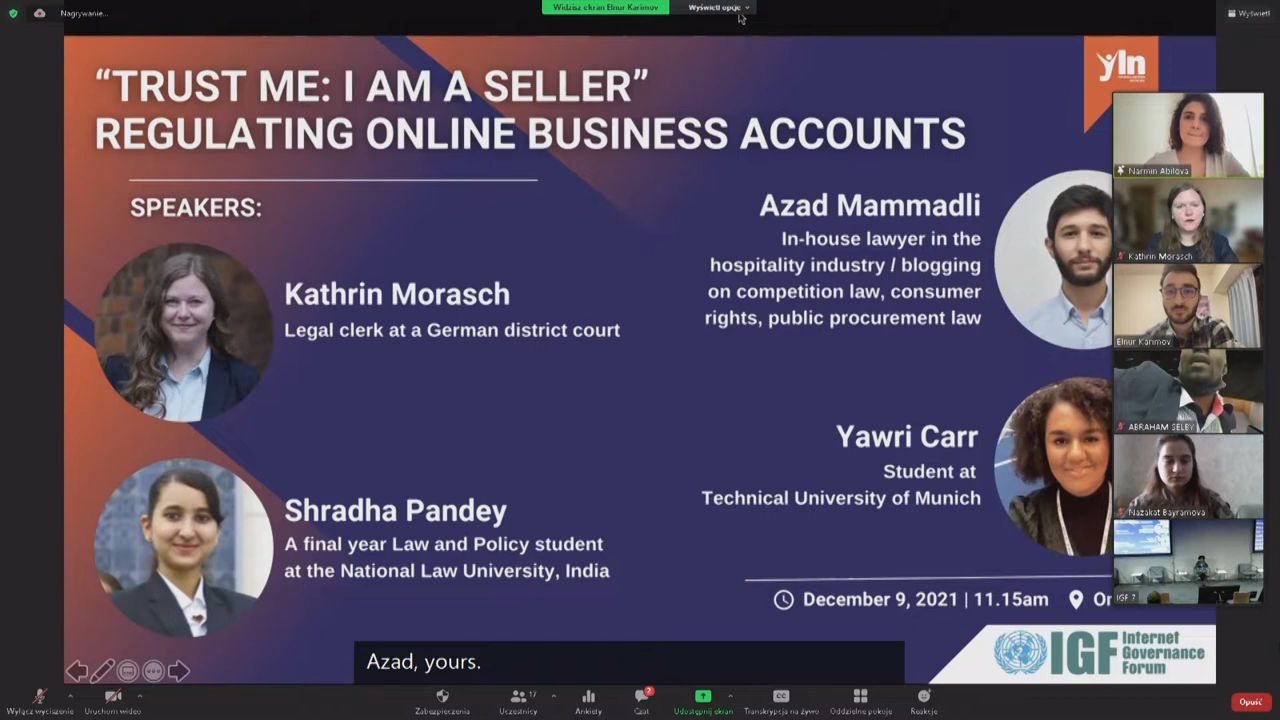 Nagrywanie...
Widzisz ekran Elnur Karimov
Wyświetl opcje
Wyświetl
"TRUST ME: I AM A SELLER"
REGULATING ONLINE BUSINESS ACCOUNTS
yIn
SPEAKERS:
Kathrin Morasch
Legal clerk at a German district court
Shradha Pandey
A final year Law and Policy student
at the National Law University, India
Azad Mammadli
In-house lawyer in the
hospitality industry / blogging
on competition law, consumer
rights, public procurement law
Yawri Carr
Student at
Technical University of Munich
December 9, 2021 | 11.15am
IGF
Internet
Governance
Forum
Narmin Abilova
Kathrin Morasch
Elnur Karimov
ABRAHAM SELBY
Nazakat Bayramova
IGF 7
Azad, yours.
Wyłącz wyciszenie
Uruchom wideo
Zabezpieczenia
17
Uczestnicy
Ankiety
Czat
Udostępnij ekran
CC
Transkrypcja na żywo
Oddzielne pokoje
Reakcje
Opuść